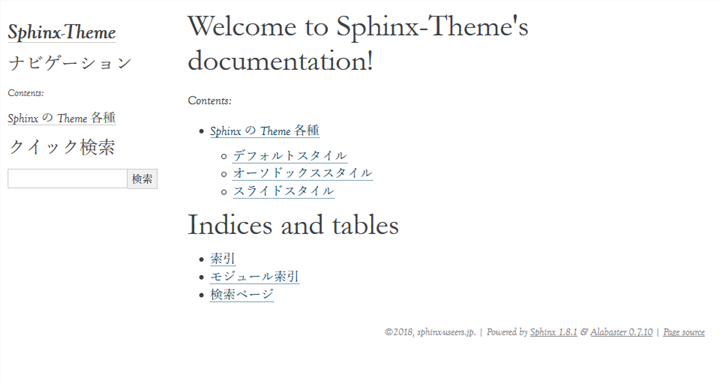 Sphinx-Theme
ナビゲーション
Contents:
Sphinx の Theme 各種
クイック検索
検索
Welcome to Sphinx-Theme's
documentation!
Contents:
Sphinx の Theme 各種
デフォルトスタイル
オーソドックススタイル
スライドスタイル
Indices and tables
索引
モジュール索引
検索ページ
©2018, sphinx-useers.jp. | Powered by Sphinx 1.8.1 & Alabaster 0.7.10 | Page source